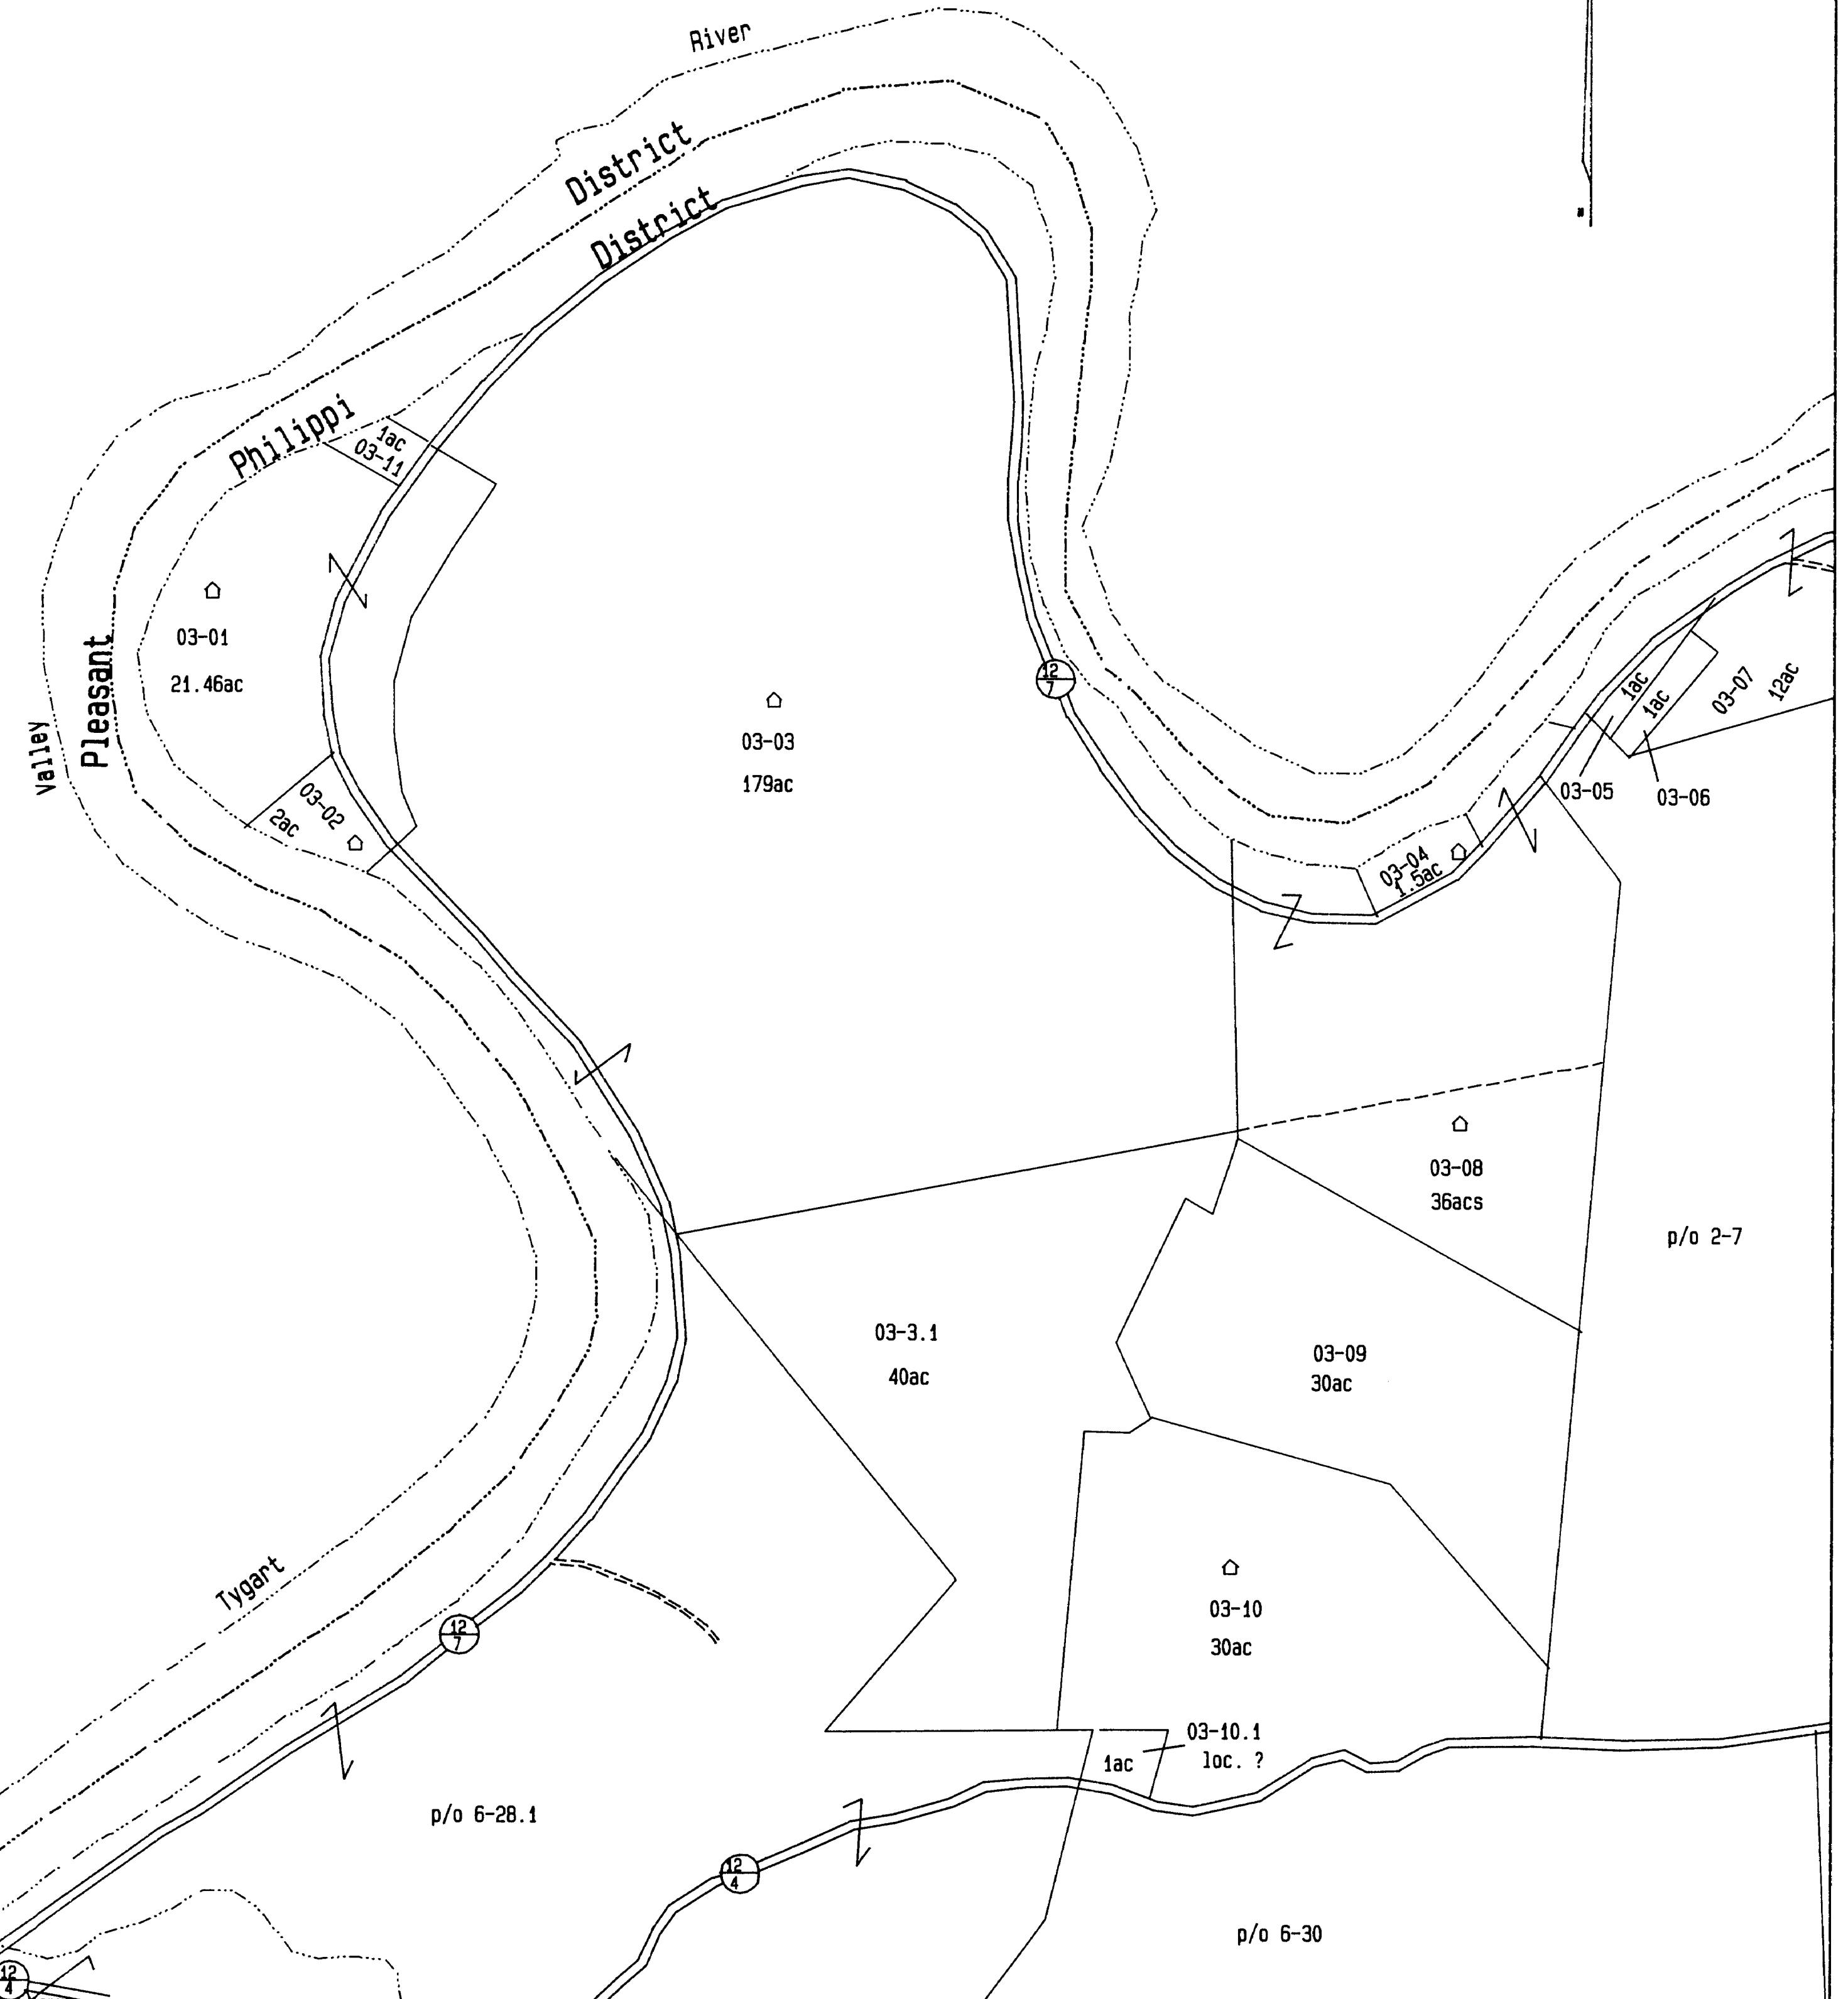 River
District
District
Philippi
1ac
03-11
03-01
21.46ac
Pleasant
Valley
03-02
2ac
03-03
179ac
12
7
1ac
1ac
03-07
12ac
03-05
03-06
03-04
1.5ac
03-08
36acs
p/o 2-7
03-3.1
40ac
03-09
30ac
Tygart
12
7
03-10
30ac
03-10.1
loc. ?
1ac
p/o 6-28.1
12
4
p/o 6-30
12
4